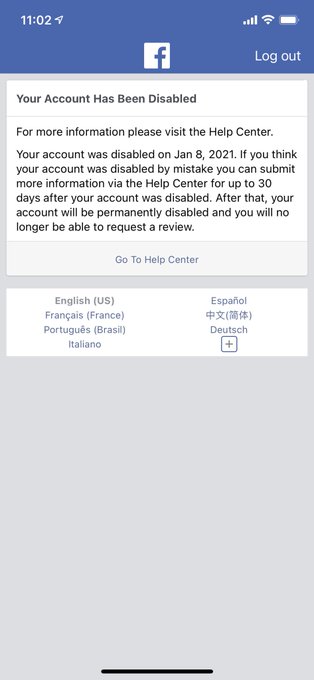 11:02
Log out
Your Account Has Been Disabled
For more information please visit the Help Center.
Your account was disabled on Jan 8, 2021. If you think
your account was disabled by mistake you can submit
more information via the Help Center for up to 30
days after your account was disabled. After that, your
account will be permanently disabled and you will no
longer be able to request a review.
Go To Help Center
English (US)
Español
Français (France)
中文(简体)
Português (Brasil)
Deutsch
Italiano